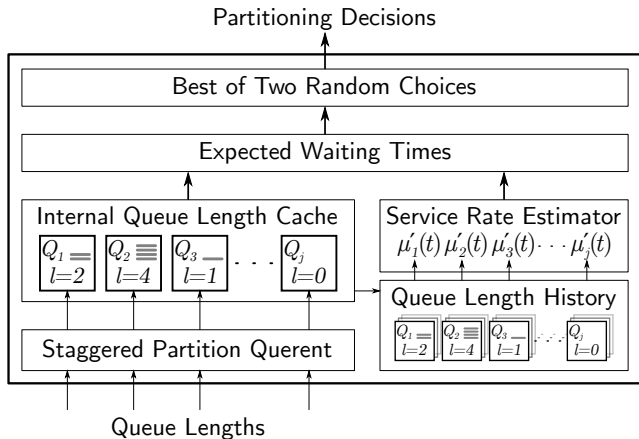 Partitioning Decisions
Best of Two Random Choices
Expected Waiting Times
Internal Queue Length Cache
Q₁ Q₂ Q₃ . . . Qⱼ
l=2 l=4 l=1 l=0
Service Rate Estimator
μ′₁(t) μ′₂(t) μ′₃(t) · · · μ′ⱼ(t)
Queue Length History
Q₁ Q₂ Q₃ . . . Qⱼ
l=2 l=4 l=1 l=0
Staggered Partition Querent
Queue Lengths